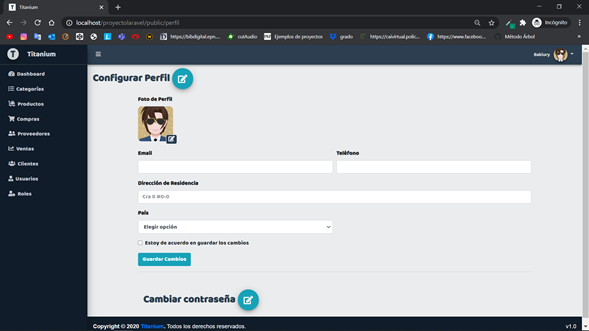 Titanium
Incógnito
localhost/proyectolaravel/public/perfil
https://bibdigital.epn... cutAudio Ejemplos de proyectos grado https://caivirtual.polic... https://www.faceboo... Método Árbol
Titanium
Dashboard
Categorías
Productos
Compras
Proveedores
Ventas
Clientes
Usuarios
Roles
Configurar Perfil
Foto de Perfil
Email Teléfono
Dirección de Residencia
Cra 0 #0-0
País
Elegir opción
Estoy de acuerdo en guardar los cambios
Guardar Cambios
Cambiar contraseña
Copyright © 2020 Titanium. Todos los derechos reservados. v1.0